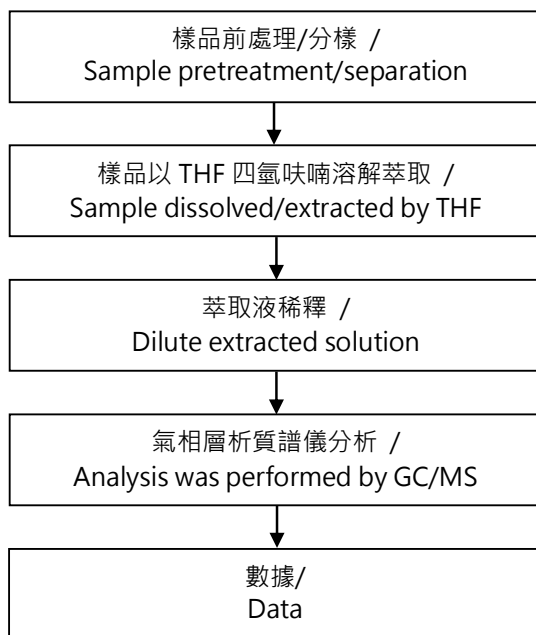 樣品前處理/分樣 /
Sample pretreatment/separation
樣品以 THF 四氫呋喃溶解萃取 /
Sample dissolved/extracted by THF
萃取液稀釋 /
Dilute extracted solution
氣相層析質譜儀分析 /
Analysis was performed by GC/MS
數據/
Data